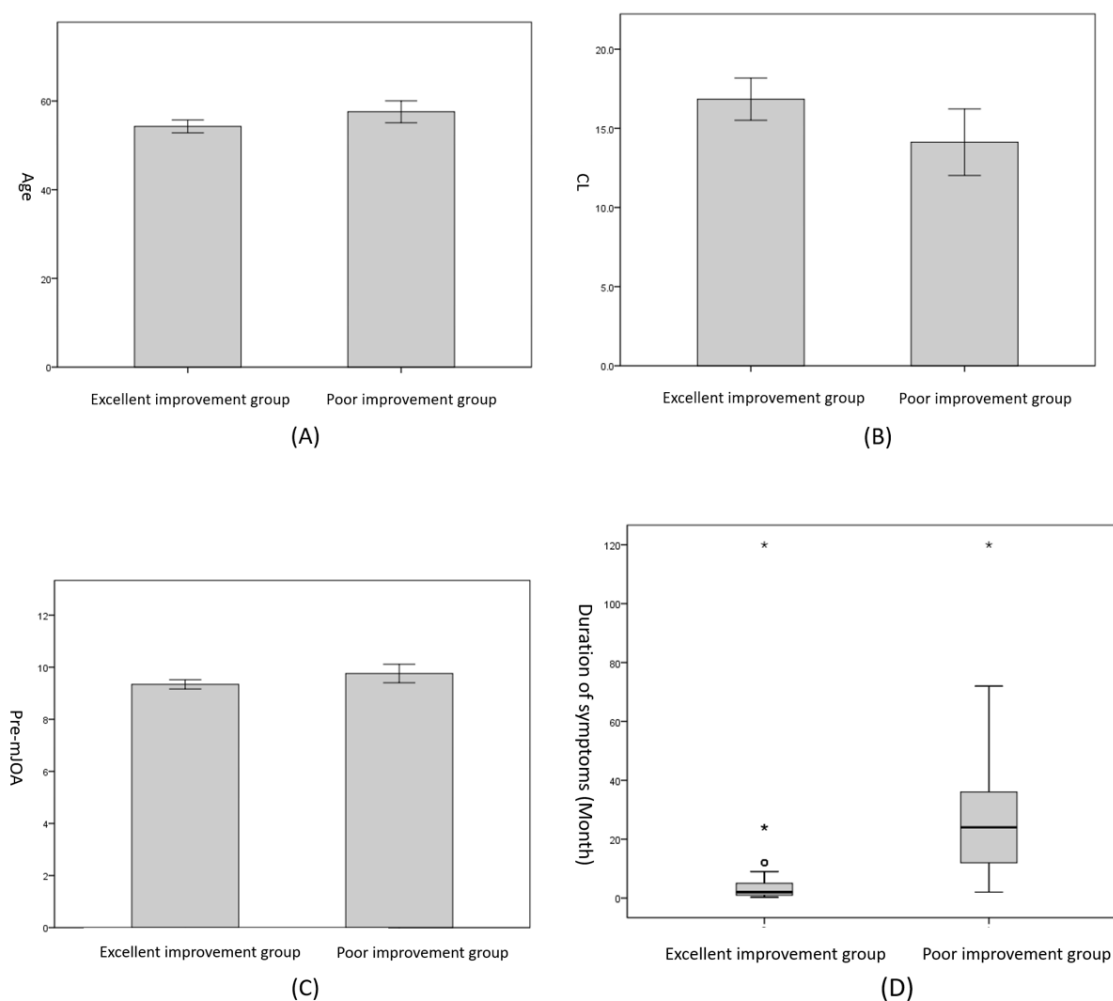 60
40
20
0
Age
Excellent improvement group Poor improvement group
(A)
20.0
15.0
10.0
5.0
0.0
CL
Excellent improvement group Poor improvement group
(B)
12
10
8
6
4
2
0
Pre-mJOA
Excellent improvement group Poor improvement group
(C)
120
100
80
60
40
20
0
Duration of symptoms (Month)
Excellent improvement group Poor improvement group
(D)